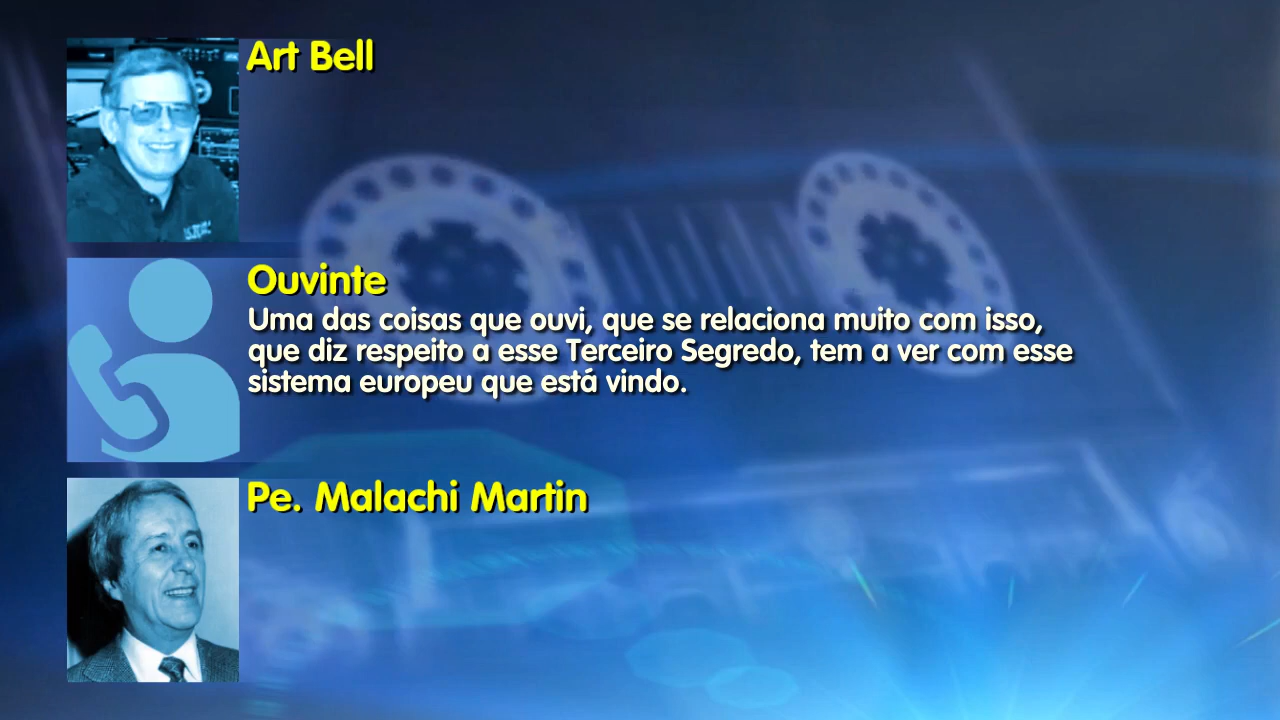 Art Bell
Ouvinte
Uma das coisas que ouvi, que se relaciona muito com isso,
que diz respeito a esse Terceiro Segredo, tem a ver com esse
sistema europeu que está vindo.
Pe. Malachi Martin